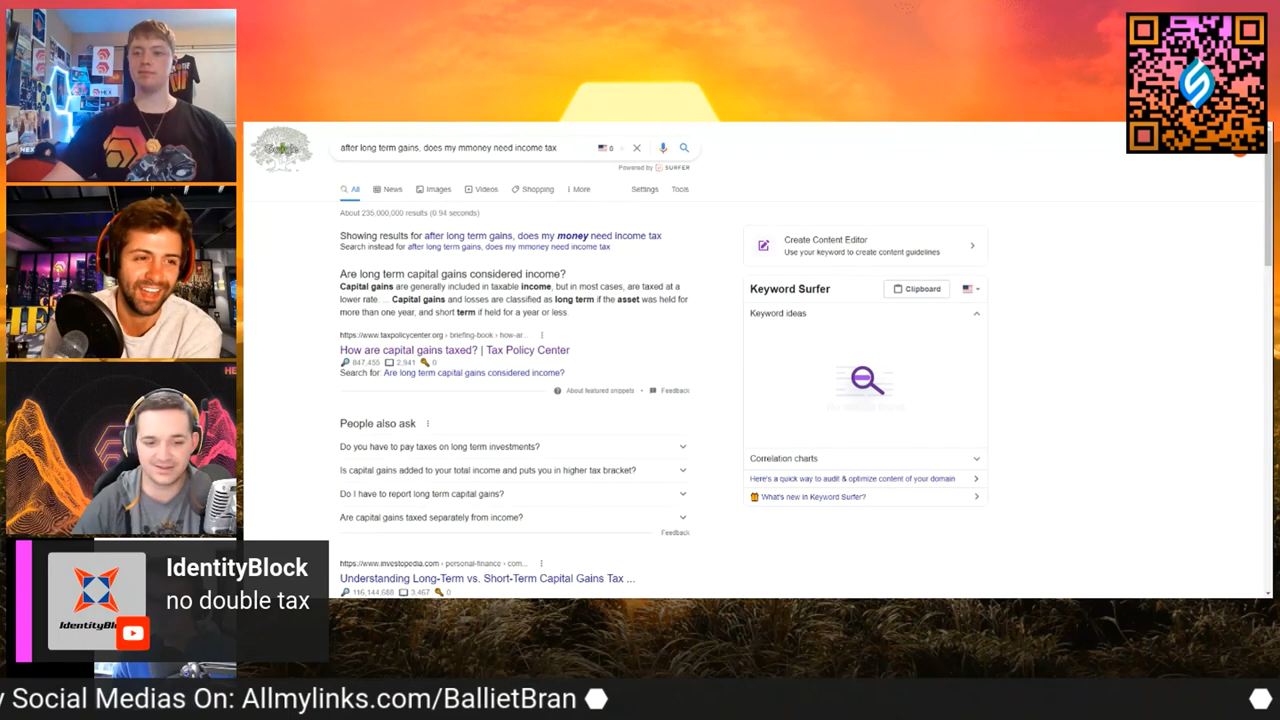 HEX
HE
after long term gains, does my mmoney need income tax
6
Powered by SURFER
All
News
Images
Videos
Shopping
More
Settings
Tools
About 235,000,000 results (0.94 seconds)
Showing results for after long term gains, does my money need income tax
Search instead for after long term gains, does my mmoney need income tax
Are long term capital gains considered income?
Capital gains are generally included in taxable income, but in most cases, are taxed at a
lower rate. ... Capital gains and losses are classified as long term if the asset was held for
more than one year, and short term if held for a year or less.
https://www.taxpolicycenter.org › briefing-book › how-ar...
How are capital gains taxed? | Tax Policy Center
847,455 2,941 0
Search for: Are long term capital gains considered income?
About featured snippets • Feedback
People also ask
Do you have to pay taxes on long term investments?
Is capital gains added to your total income and puts you in higher tax bracket?
Do I have to report long term capital gains?
Are capital gains taxed separately from income?
Feedback
https://www.investopedia.com › personal-finance › com...
Understanding Long-Term vs. Short-Term Capital Gains Tax ...
116,144,688 3,467 0
Create Content Editor
Use your keyword to create content guidelines
Keyword Surfer
Clipboard
Keyword ideas
Correlation charts
Here's a quick way to audit & optimize content of your domain
What's new in Keyword Surfer?
IdentityBl
IdentityBlock
no double tax
y Social Medias On: Allmylinks.com/BallietBran